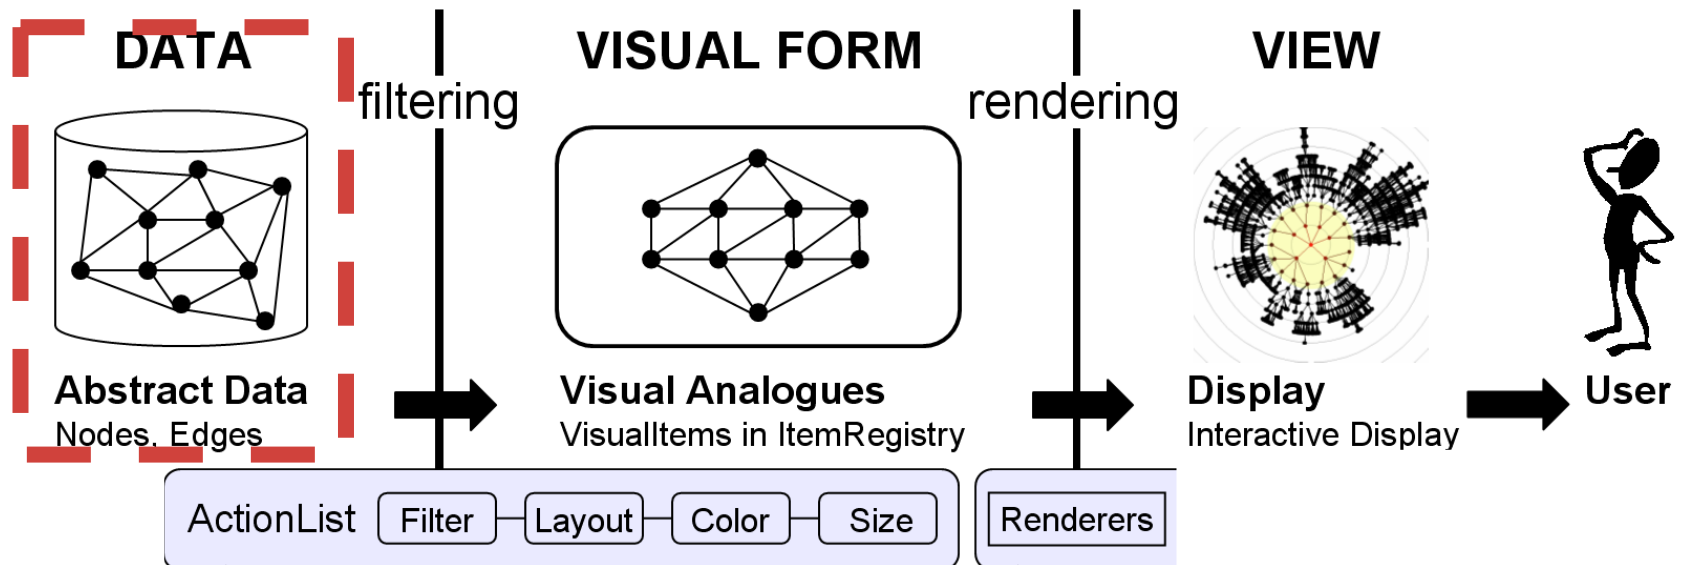 DATA
VISUAL FORM
VIEW
filtering
rendering
Abstract Data
Nodes, Edges
Visual Analogues
VisualItems in ItemRegistry
Display
Interactive Display
User
ActionList
Filter
Layout
Color
Size
Renderers